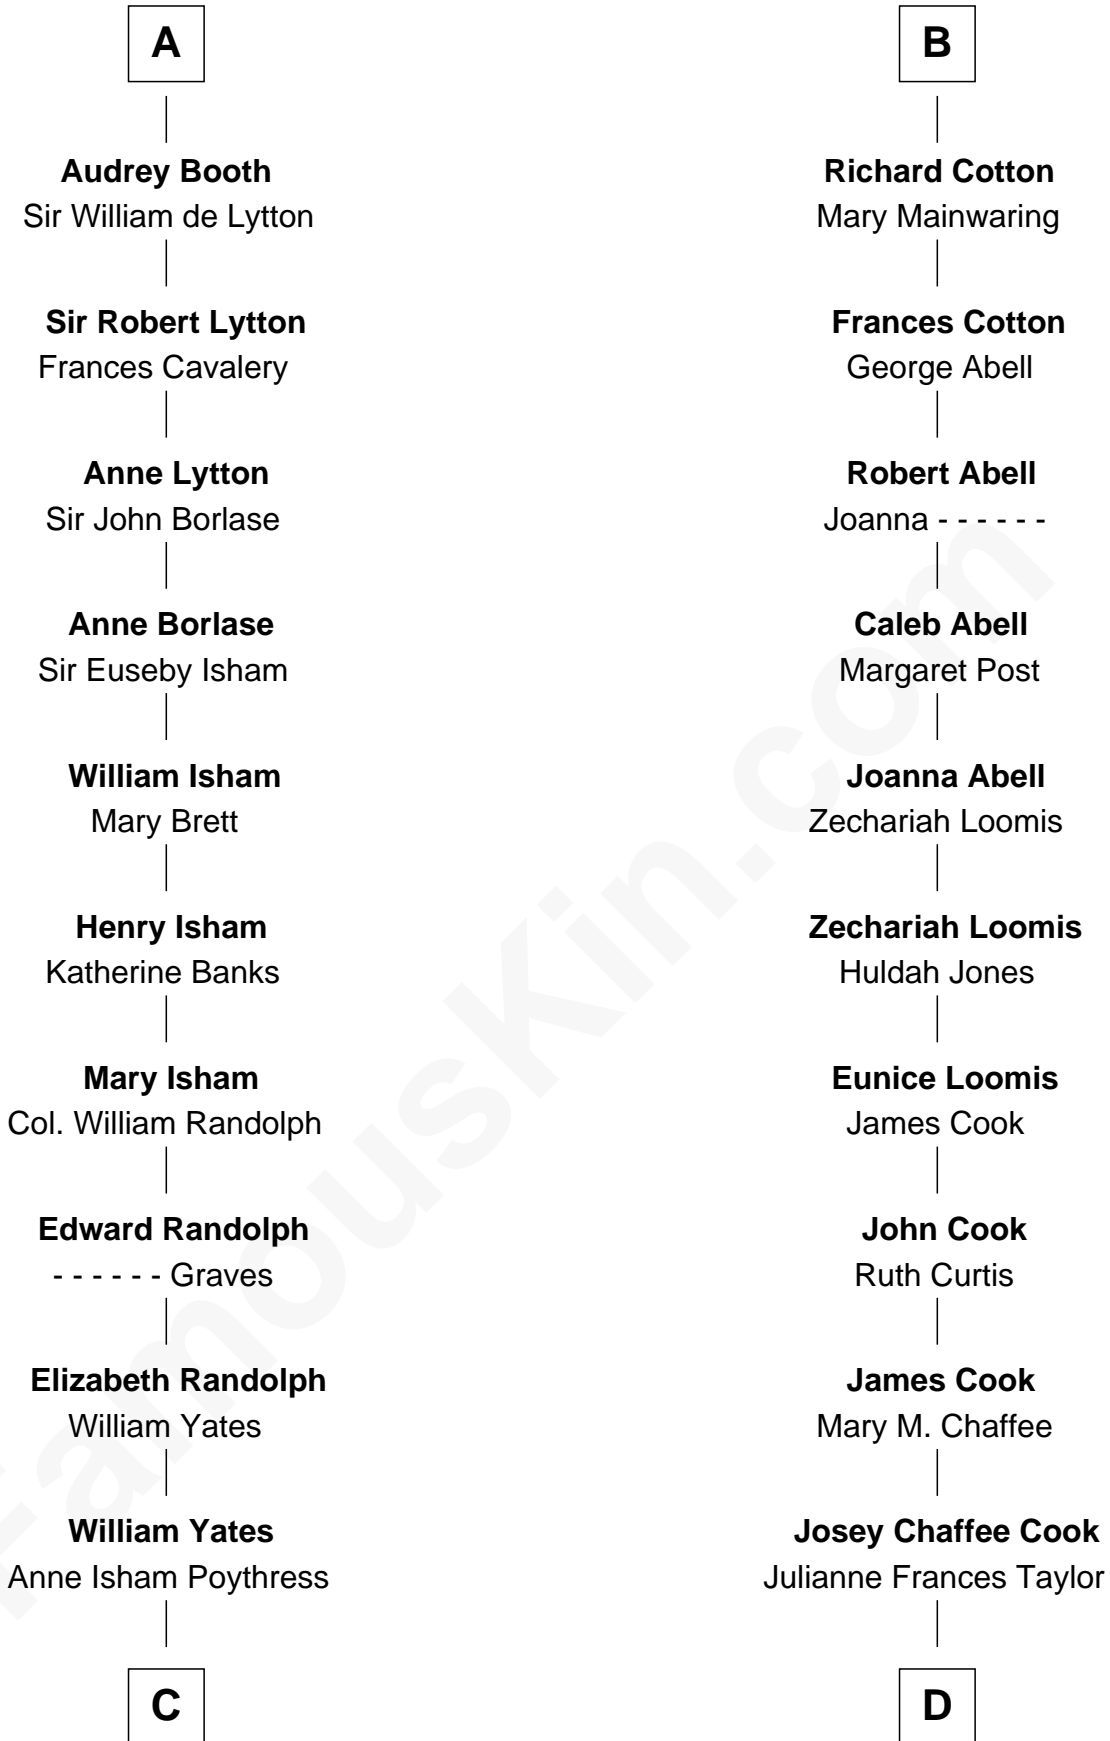 A
Audrey Booth
Sir William de Lytton
Sir Robert Lytton
Frances Cavalery
Anne Lytton
Sir John Borlase
Anne Borlase
Sir Euseby Isham
William Isham
Mary Brett
Henry Isham
Katherine Banks
Mary Isham
Col. William Randolph
Edward Randolph
- - - - - - Graves
Elizabeth Randolph
William Yates
William Yates
Anne Isham Poythress
C
B
Richard Cotton
Mary Mainwaring
Frances Cotton
George Abell
Robert Abell
Joanna - - - - - -
Caleb Abell
Margaret Post
Joanna Abell
Zechariah Loomis
Zechariah Loomis
Huldah Jones
Eunice Loomis
James Cook
John Cook
Ruth Curtis
James Cook
Mary M. Chaffee
Josey Chaffee Cook
Julianne Frances Taylor
D
FamousKin.com